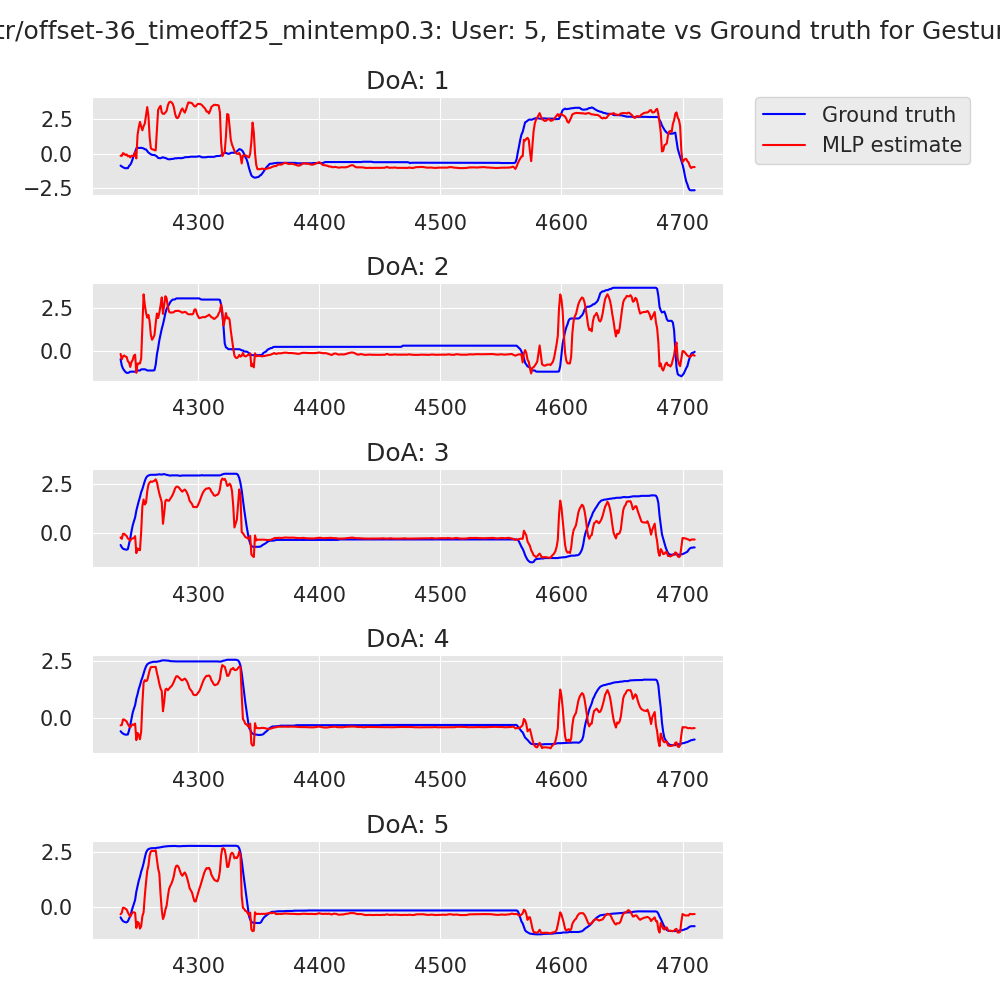 tr/offset-36_timeoff25_mintemp0.3: User: 5, Estimate vs Ground truth for Gestur
DoA: 1
Ground truth
MLP estimate
2.5
0.0
−2.5
4300 4400 4500 4600 4700
DoA: 2
2.5
0.0
4300 4400 4500 4600 4700
DoA: 3
2.5
0.0
4300 4400 4500 4600 4700
DoA: 4
2.5
0.0
4300 4400 4500 4600 4700
DoA: 5
2.5
0.0
4300 4400 4500 4600 4700